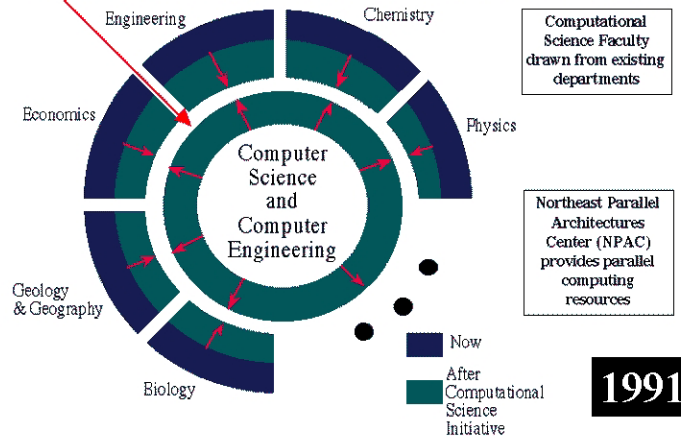 Engineering
Chemistry
Computational
Science Faculty
drawn from existing
departments
Economics
Physics
Computer
Science
and
Computer
Engineering
Northeast Parallel
Architectures
Center (NPAC)
provides parallel
computing
resources
Geology
& Geography
Biology
Now
After
Computational
Science
Initiative
1991